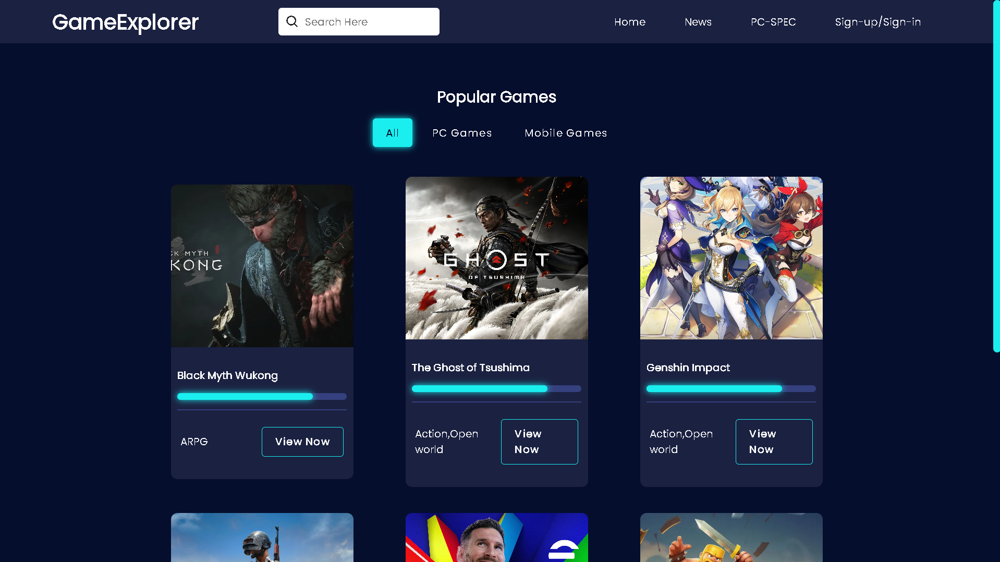 GameExplorer
Search Here
Home
News
PC-SPEC
Sign-up/Sign-in
Popular Games
All
PC Games
Mobile Games
CK MYTH
KONG
GHOST
OF TSUSHIMA
Black Myth Wukong
The Ghost of Tsushima
Genshin Impact
ARPG
View Now
Action,Open
world
View
Now
Action,Open
world
View
Now